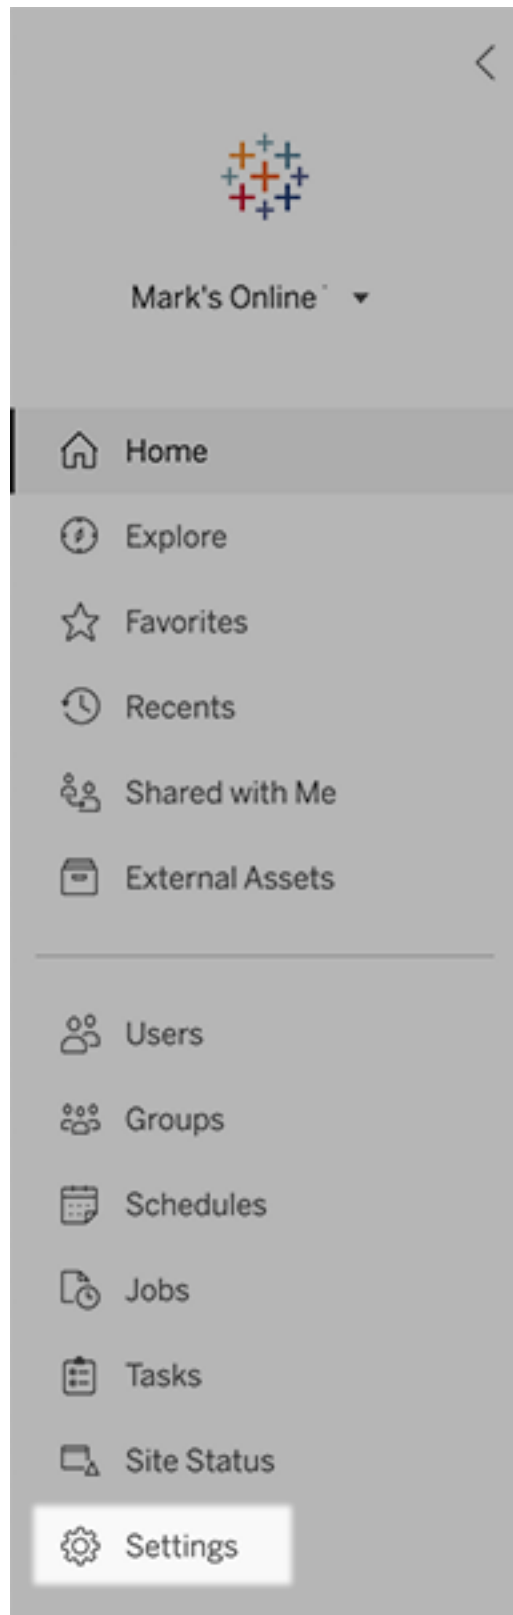 Mark's Online
Home
Explore
Favorites
Recents
Shared with Me
External Assets
Users
Groups
Schedules
Jobs
Tasks
Site Status
Settings